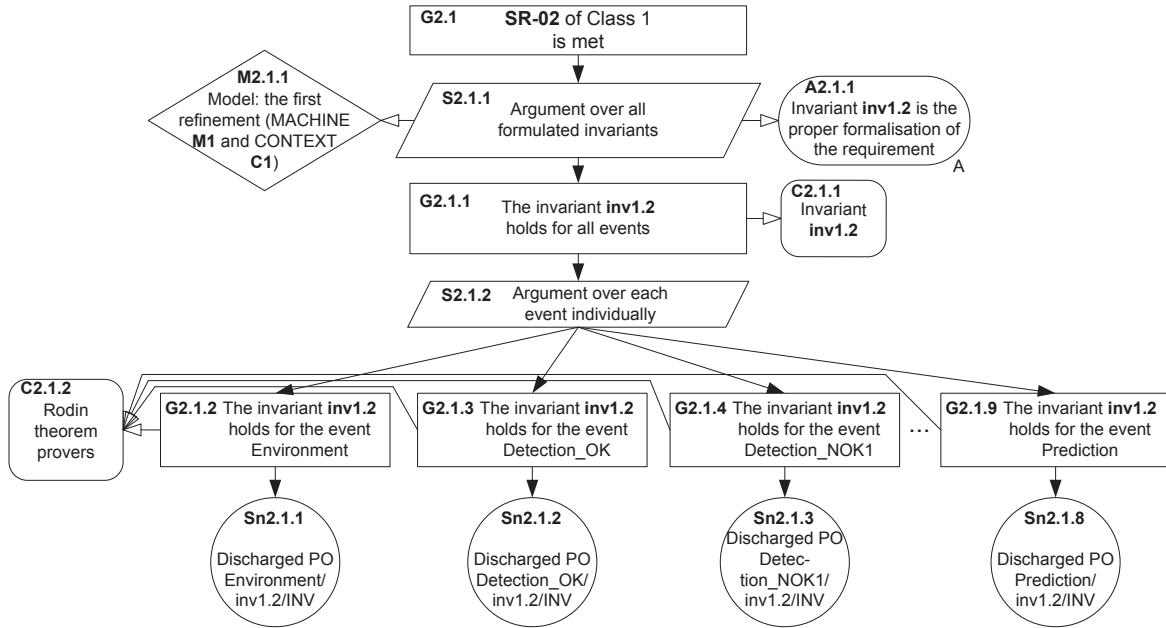 G2.1
SR-02 of Class 1
is met
M2.1.1
Model: the first
refinement (MACHINE
M1 and CONTEXT
C1)
S2.1.1
Argument over all
formulated invariants
A2.1.1
Invariant inv1.2 is the
proper formalisation of
the requirement
A
G2.1.1
The invariant inv1.2
holds for all events
C2.1.1
Invariant
inv1.2
S2.1.2
Argument over each
event individually
C2.1.2
Rodin
theorem
provers
G2.1.2 The invariant inv1.2
holds for the event
Environment
G2.1.3 The invariant inv1.2
holds for the event
Detection_OK
G2.1.4 The invariant inv1.2
holds for the event
Detection_NOK1
...
G2.1.9 The invariant inv1.2
holds for the event
Prediction
Sn2.1.1
Discharged PO
Environment/
inv1.2/INV
Sn2.1.2
Discharged PO
Detection_OK/
inv1.2/INV
Sn2.1.3
Discharged PO
Detec-
tion_NOK1/
inv1.2/INV
Sn2.1.8
Discharged PO
Prediction/
inv1.2/INV